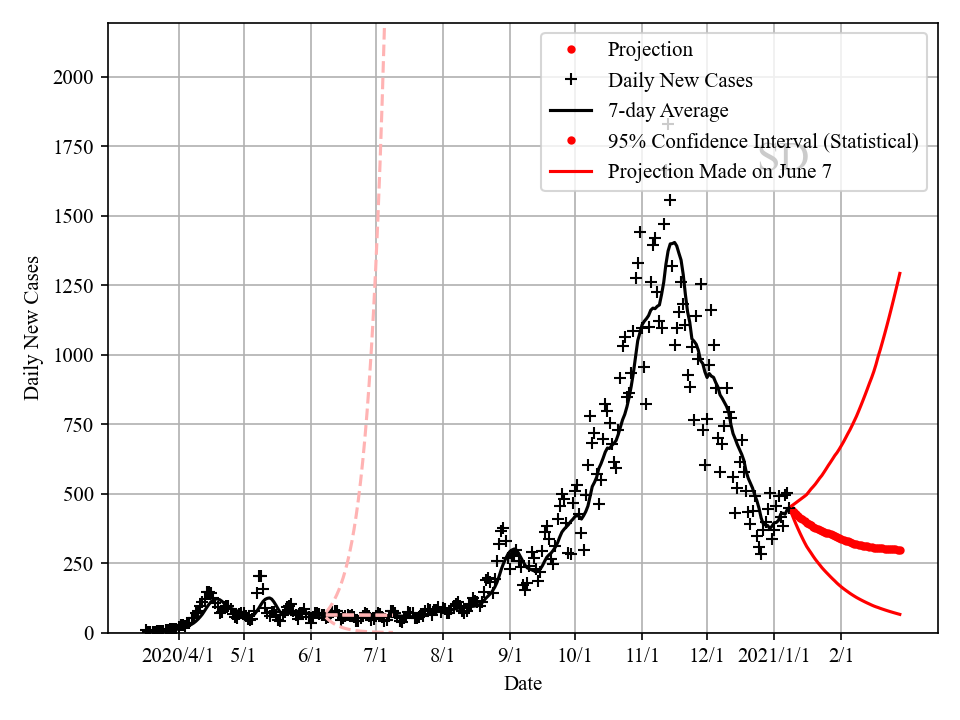 Projection
Daily New Cases
7-day Average
95% Confidence Interval (Statistical)
Projection Made on June 7
SD
Daily New Cases
2000
1750
1500
1250
1000
750
500
250
0
2020/4/1 5/1 6/1 7/1 8/1 9/1 10/1 11/1 12/1 2021/1/1 2/1
Date